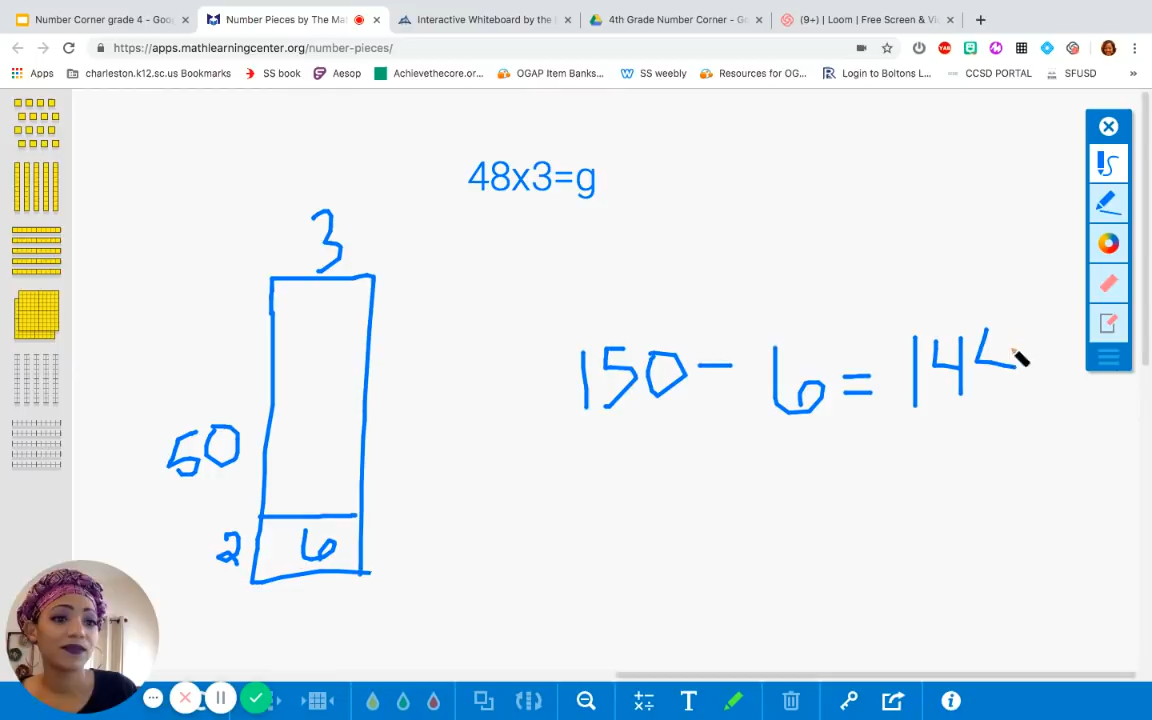 Number Corner grade 4 - Goo
Number Pieces by The Ma
Interactive Whiteboard by the
4th Grade Number Corner - Go
(9+) | Loom | Free Screen & Vi
https://apps.mathlearningcenter.org/number-pieces/
Apps
charleston.k12.sc.us Bookmarks
SS book
Aesop
Achievethecore.org...
OGAP Item Banks...
SS weekly
Resources for OG...
Login to Boltons L...
CCSD PORTAL
SFUSD
48x3=g
3
150 - 6 = 144
50
2
6
T